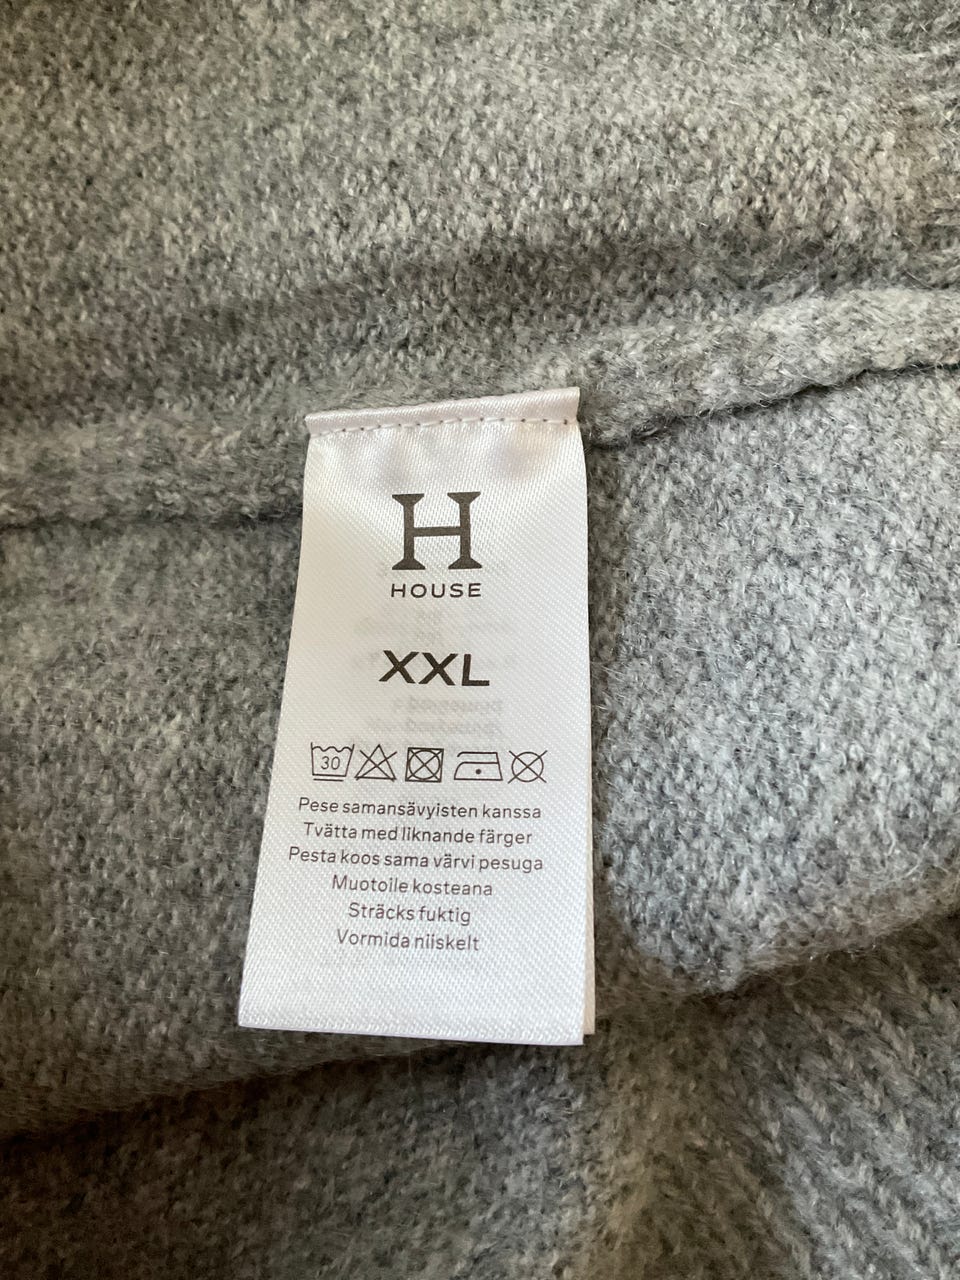 H
HOUSE
XXL
30
Pese samansävyisten kanssa
Tvätta med liknande färger
Pesta koos sama värvi pesuga
Muotoile kosteana
Sträcks fuktig
Vormida niiskelt